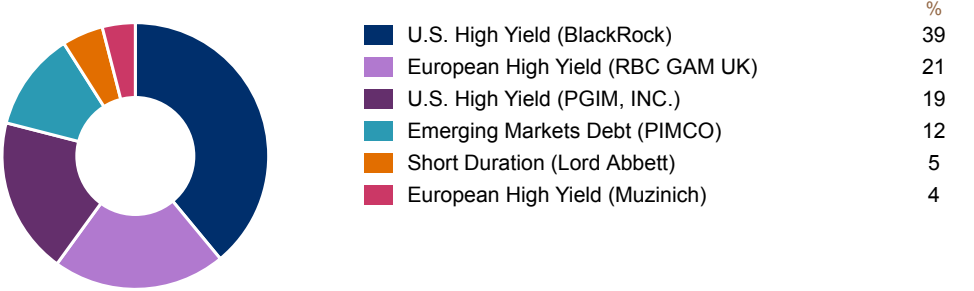 %
U.S. High Yield (BlackRock) 39
European High Yield (RBC GAM UK) 21
U.S. High Yield (PGIM, INC.) 19
Emerging Markets Debt (PIMCO) 12
Short Duration (Lord Abbett) 5
European High Yield (Muzinich) 4